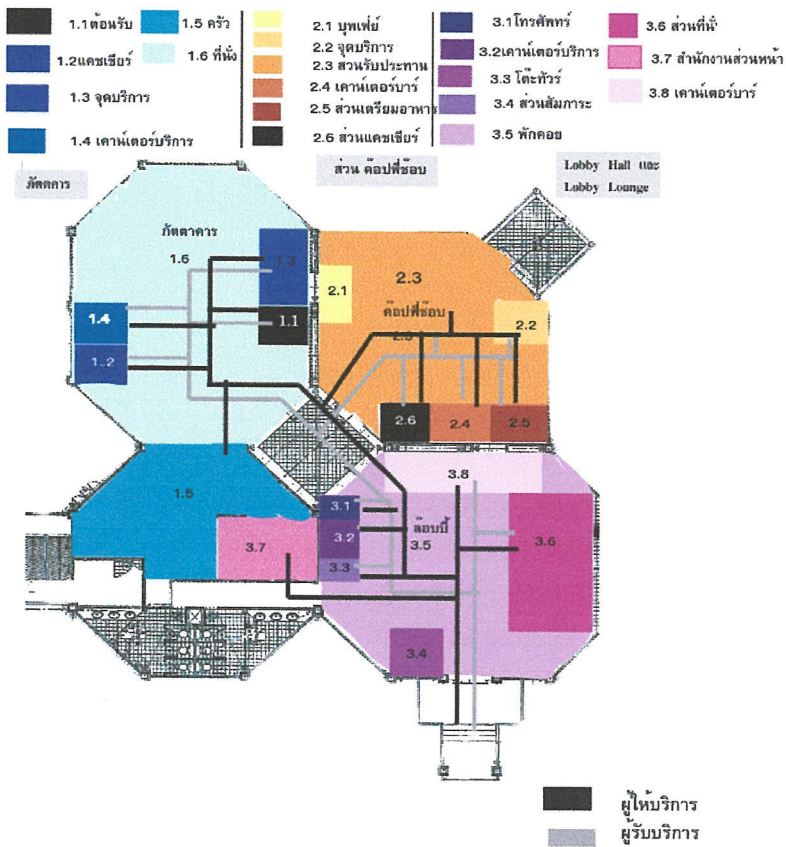 1.1 ต้อนรับ
1.5 ครัว
1.2 แคชเชียร์
1.6 ที่นั่ง
1.3 จุดบริการ
1.4 เคาน์เตอร์บริการ
2.1 บุพเฟ่ย์
2.2 จุดบริการ
2.3 สวนรับประทาน
2.4 เคาน์เตอร์บาร์
2.5 ส่วนเตรียมอาหาร
2.6 ส่วนแคชเชียร์
3.1 โทรศัพทร์
3.2 เคาน์เตอร์บริการ
3.3 โต๊ะทัวร์
3.4 ส่วนสัมภาระ
3.5 พักคอย
3.6 ส่วนที่นั่
3.7 สำนักงานส่วนหน้า
3.8 เคาน์เตอร์บาร์
ภัตตคาร
ส่วน ค๊อปพี่ช๊อบ
Lobby Hall และ
Lobby Lounge
ภัตตาคาร
1.6
1.3
1.1
1.4
1..2
2.1
2.3
ค๊อปพี่ช๊อบ
2.3
2.2
2.6
2.4
2.5
1.5
3.7
3.8
3.1
3.2
3.3
ล๊อบบี้
3.5
3.6
3.4
ผู้ให้บริการ
ผู้รับบริการ